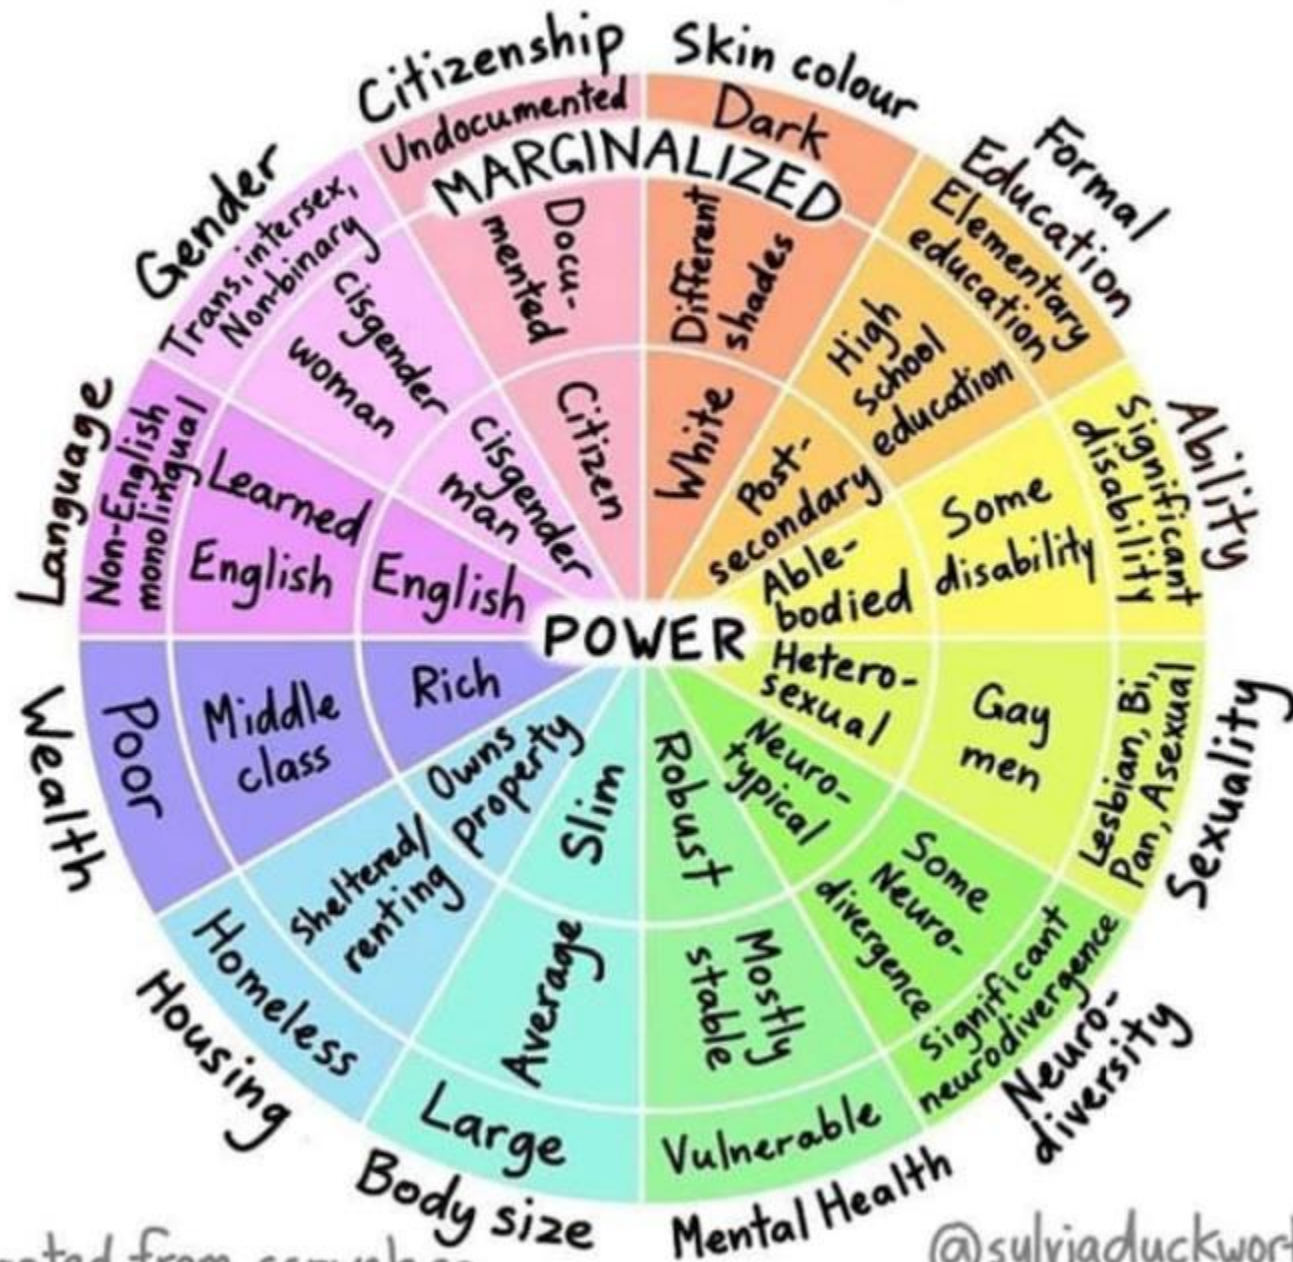 Citizenship
Undocumented
Docu-
mented
Citizen
Skin colour
Dark
Different
shades
White
Formal
Education
Elementary
education
High
school
education
Post-
secondary
Ability
Significant
disability
Some
disability
Able-
bodied
Sexuality
Lesbian, Bi,
Pan, Asexual
Gay
men
Hetero-
sexual
Neuro-
diversity
Significant
neurodivergence
Some
Neuro-
divergence
Neuro-
typical
Mental Health
Vulnerable
Mostly
stable
Robust
Body size
Large
Average
Slim
Housing
Homeless
Sheltered/
renting
Owns
property
Wealth
Poor
Middle
class
Rich
Language
Non-English
monolingual
Learned
English
English
Gender
Trans, intersex,
Non-binary
cisgender
woman
cisgender
man
MARGINALIZED
POWER
from
@sylviaduckwort